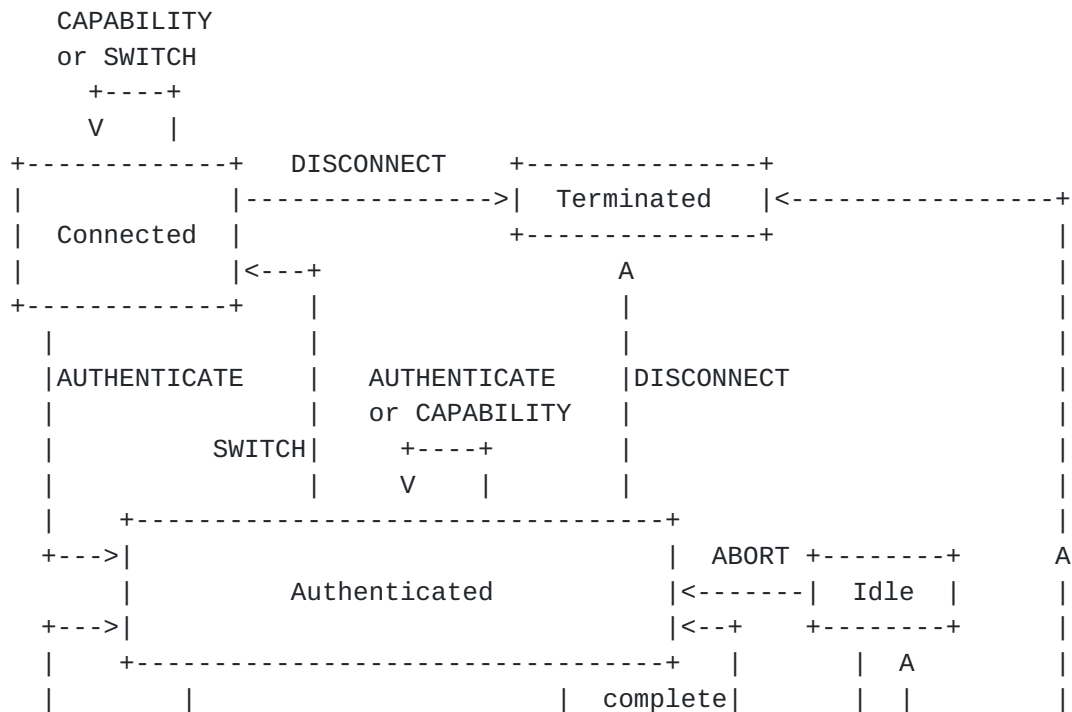 CAPABILITY
or SWITCH
+----+
V    |
+-------------+   DISCONNECT    +---------------+
|             |---------------->|  Terminated   |<-----------------+
|  Connected  |                 +---------------+                  |
|             |<---+                   A                           |
+-------------+    |                   |                           |
  |                |                   |                           |
  |AUTHENTICATE    |   AUTHENTICATE    |DISCONNECT                 |
  |                |   or CAPABILITY   |                           |
  |          SWITCH|     +----+        |                           |
  |                |     V    |        |                           |
  |    +----------------------------------+                        |
  +--->|                                  |  ABORT +--------+      A
       |          Authenticated           |<-------|  Idle  |      |
  +--->|                                  |<--+    +--------+      |
  |    +----------------------------------+   |       |  A         |
  |        |                       |  complete|       |  |         |